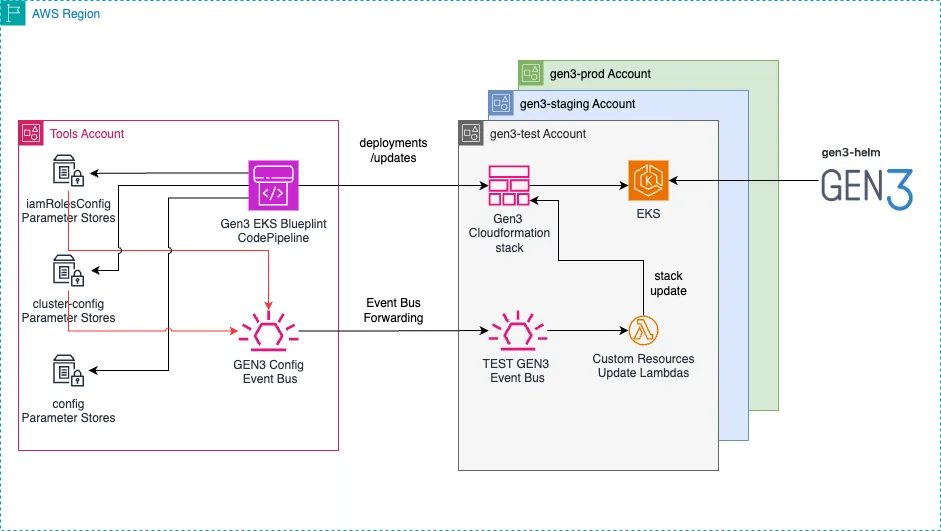 AWS Region
gen3-prod Account
gen3-staging Account
Tools Account
gen3-test Account
deployments
/updates
gen3-helm
GEN3
iamRolesConfig
Parameter Stores
Gen3 EKS Blueprint
CodePipeline
Gen3
Cloudformation
stack
EKS
cluster-config
Parameter Stores
Event Bus
Forwarding
stack
update
GEN3 Config
Event Bus
TEST GEN3
Event Bus
Custom Resources
Update Lambdas
config
Parameter Stores